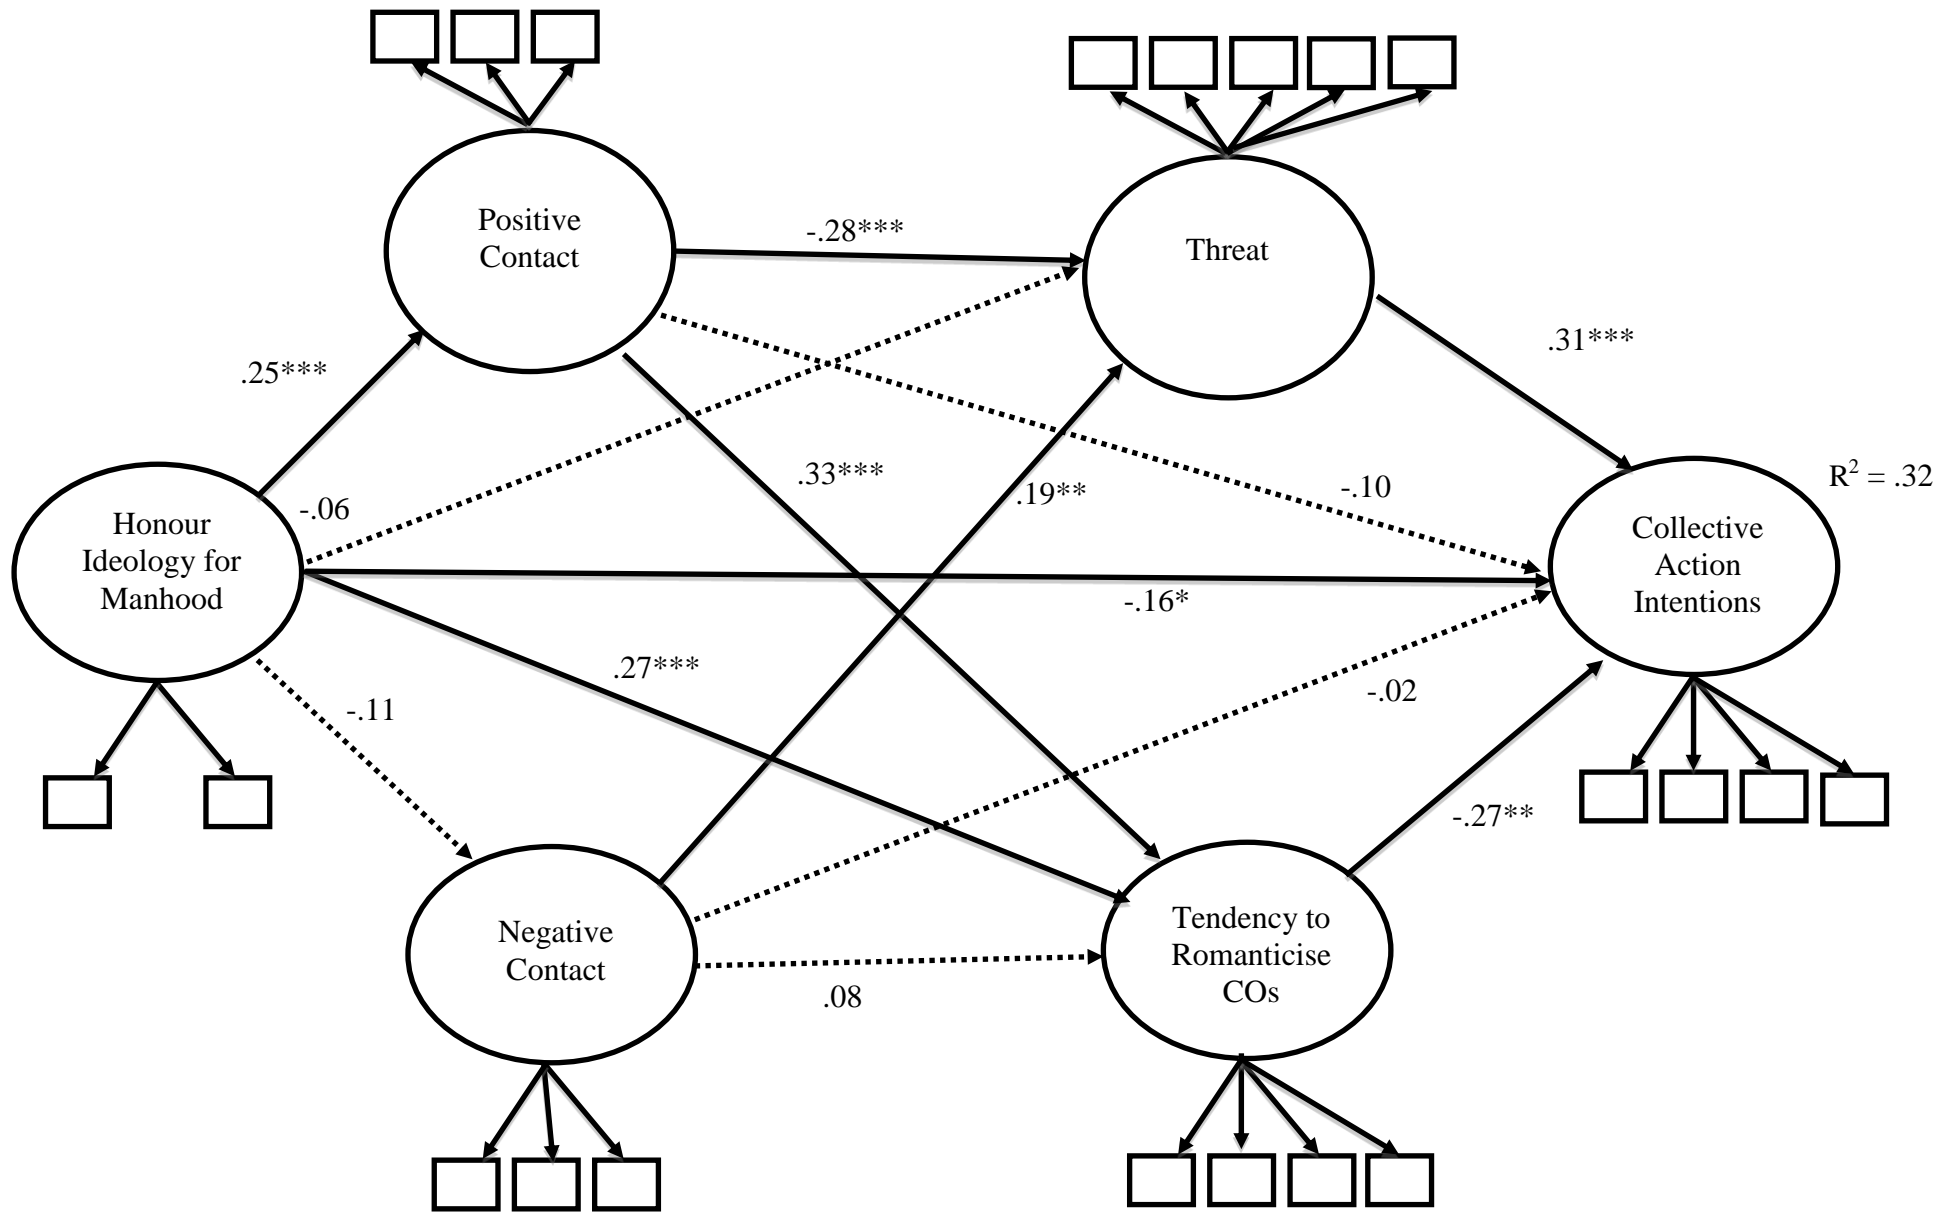 Positive
Contact
-.28***
Threat
.25***
.31***
.33***
.19**
-.10
R² = .32
-.06
Honour
Ideology for
Manhood
Collective
Action
Intentions
-.16*
.27***
-.02
-.11
-.27**
Negative
Contact
.08
Tendency to
Romanticise
COs